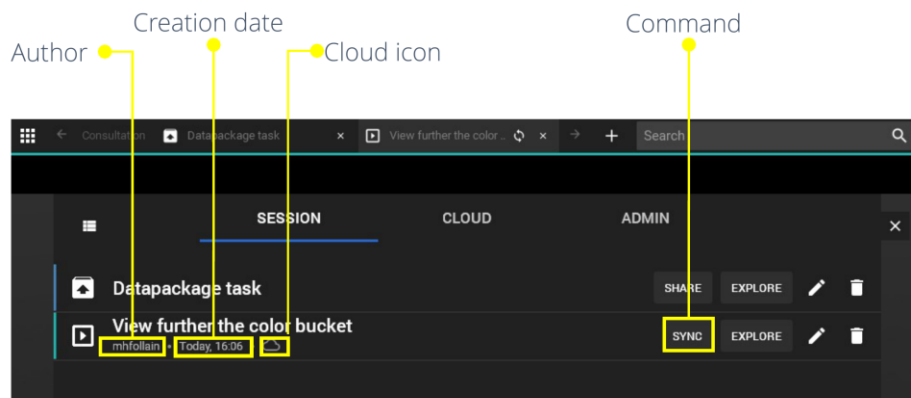 Creation date
Command
Author
Cloud icon
Consultation
Datapackage task
View further the color ..
Search
SESSION
CLOUD
ADMIN
Datapackage task
SHARE
EXPLORE
View further the color bucket
mhfollain • Today, 16:06
SYNC
EXPLORE